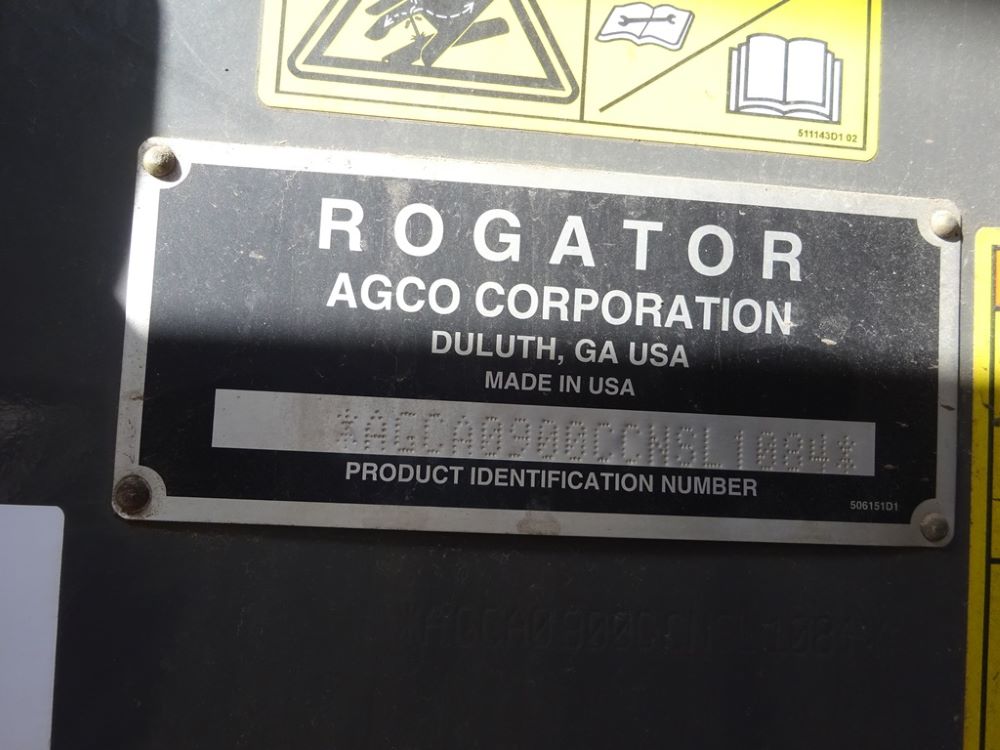 511143D1 02
ROGATOR
AGCO CORPORATION
DULUTH, GA USA
MADE IN USA
*AGCA0900CCNSL1084*
PRODUCT IDENTIFICATION NUMBER
506151D1